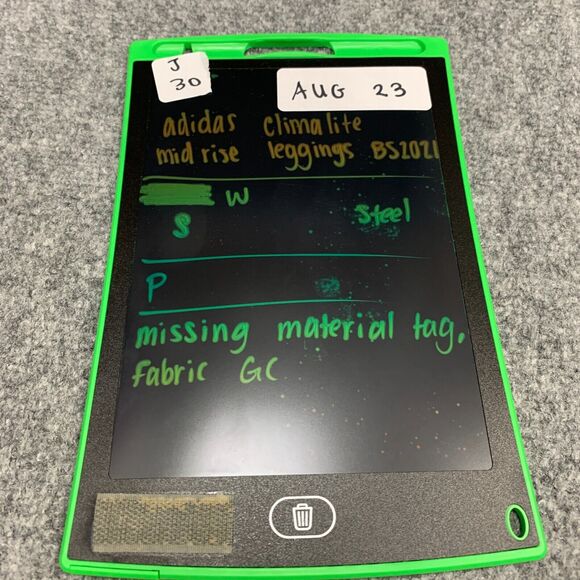 J
30
AUG 23
adidas climalite
mid rise leggings BS2021
W
S Steel
P
missing material tag.
Fabric GC